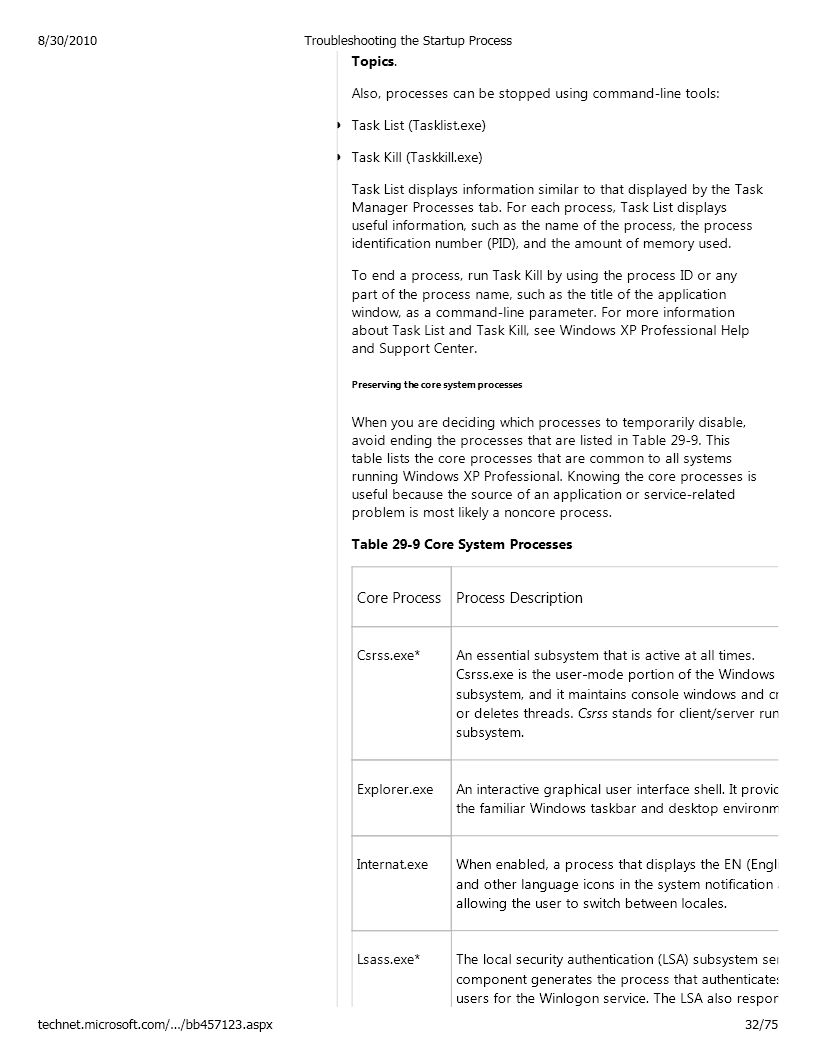 8/30/2010 Troubleshooting the Startup Process
Topics.
Also, processes can be stopped using command-line tools:
Task List (Tasklist.exe)
Task Kill (Taskkill.exe)
Task List displays information similar to that displayed by the Task
Manager Processes tab. For each process, Task List displays
useful information, such as the name of the process, the process
identification number (PID), and the amount of memory used.
To end a process, run Task Kill by using the process ID or any
part of the process name, such as the title of the application
window, as a command-line parameter. For more information
about Task List and Task Kill, see Windows XP Professional Help
and Support Center.
Preserving the core system processes
When you are deciding which processes to temporarily disable,
avoid ending the processes that are listed in Table 29-9. This
table lists the core processes that are common to all systems
running Windows XP Professional. Knowing the core processes is
useful because the source of an application or service-related
problem is most likely a noncore process.
Table 29-9 Core System Processes
Core Process Process Description
Csrss.exe* An essential subsystem that is active at all times.
Csrss.exe is the user-mode portion of the Windows
subsystem, and it maintains console windows and cr
or deletes threads. Csrss stands for client/server run
subsystem.
Explorer.exe An interactive graphical user interface shell. It provid
the familiar Windows taskbar and desktop environm
Internat.exe When enabled, a process that displays the EN (Engli
and other language icons in the system notification
allowing the user to switch between locales.
Lsass.exe* The local security authentication (LSA) subsystem ser
component generates the process that authenticates
users for the Winlogon service. The LSA also respon
technet.microsoft.com/.../bb457123.aspx 32/75